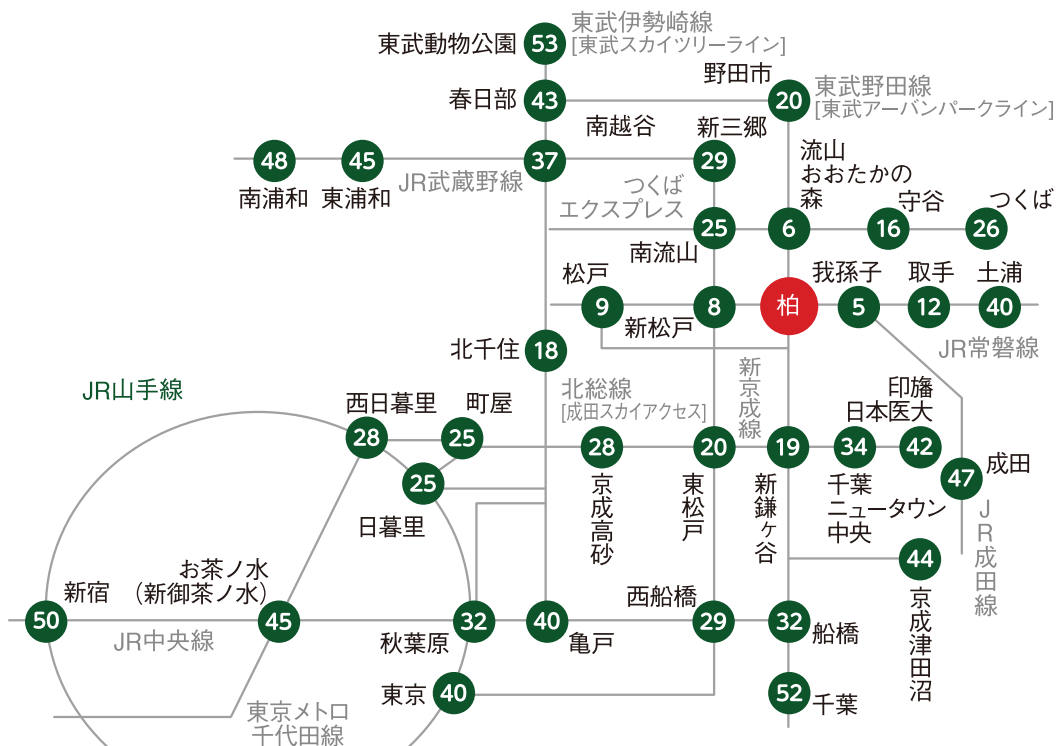 東武動物公園
53
東武伊勢崎線
[東武スカイツリーライン]
春日部
43
野田市
20
東武野田線
[東武アーバンパークライン]
南越谷
新三郷
48
45
37
29
南浦和
東浦和
JR武蔵野線
流山
おおたかの
森
つくば
エクスプレス
守谷
つくば
25
6
16
26
南流山
松戸
我孫子
取手
土浦
9
新松戸
8
柏
5
12
40
JR常磐線
北千住
18
新京成線
JR山手線
北総線
[成田スカイアクセス]
西日暮里
町屋
印旛
日本医大
28
25
28
20
19
34
42
25
日暮里
京成高砂
東松戸
新鎌ヶ谷
千葉
ニュータウン
中央
47
成田
JR成田線
44
京成津田沼
お茶ノ水
(新御茶ノ水)
新宿
西船橋
50
45
32
40
29
32
JR中央線
秋葉原
亀戸
船橋
東京
40
52
千葉
東京メトロ
千代田線